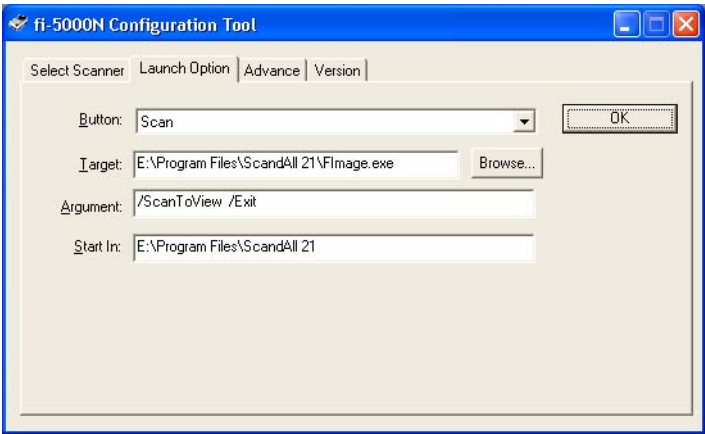 fi-5000N Configuration Tool
Select Scanner Launch Option Advance Version
Button: Scan OK
Target: E:\Program Files\ScandAll 21\FImage.exe Browse...
Argument: /ScanToView /Exit
Start In: E:\Program Files\ScandAll 21